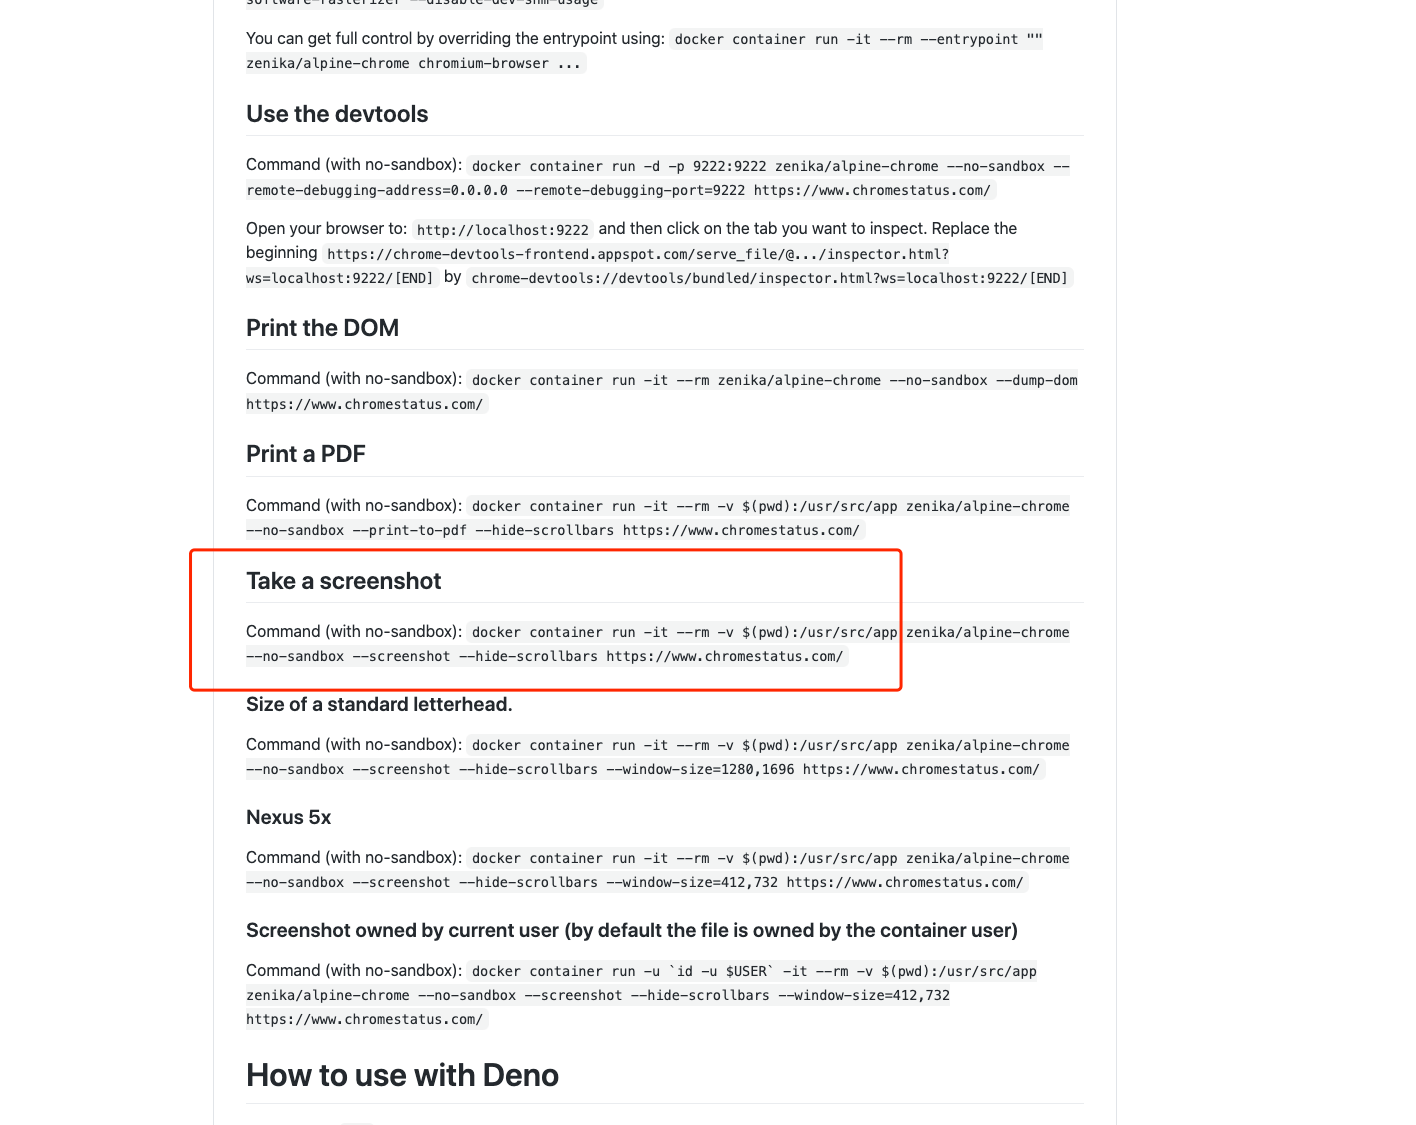 software-rasterizer --disable-dev-shm-usage
You can get full control by overriding the entrypoint using: docker container run -it --rm --entrypoint ""
zenika/alpine-chrome chromium-browser ...
Use the devtools
Command (with no-sandbox): docker container run -d -p 9222:9222 zenika/alpine-chrome --no-sandbox --
remote-debugging-address=0.0.0.0 --remote-debugging-port=9222 https://www.chromestatus.com/
Open your browser to: http://localhost:9222 and then click on the tab you want to inspect. Replace the
beginning https://chrome-devtools-frontend.appspot.com/serve_file/@.../inspector.html?
ws=localhost:9222/[END] by chrome-devtools://devtools/bundled/inspector.html?ws=localhost:9222/[END]
Print the DOM
Command (with no-sandbox): docker container run -it --rm zenika/alpine-chrome --no-sandbox --dump-dom
https://www.chromestatus.com/
Print a PDF
Command (with no-sandbox): docker container run -it --rm -v $(pwd):/usr/src/app zenika/alpine-chrome
--no-sandbox --print-to-pdf --hide-scrollbars https://www.chromestatus.com/
Take a screenshot
Command (with no-sandbox): docker container run -it --rm -v $(pwd):/usr/src/app zenika/alpine-chrome
--no-sandbox --screenshot --hide-scrollbars https://www.chromestatus.com/
Size of a standard letterhead.
Command (with no-sandbox): docker container run -it --rm -v $(pwd):/usr/src/app zenika/alpine-chrome
--no-sandbox --screenshot --hide-scrollbars --window-size=1280,1696 https://www.chromestatus.com/
Nexus 5x
Command (with no-sandbox): docker container run -it --rm -v $(pwd):/usr/src/app zenika/alpine-chrome
--no-sandbox --screenshot --hide-scrollbars --window-size=412,732 https://www.chromestatus.com/
Screenshot owned by current user (by default the file is owned by the container user)
Command (with no-sandbox): docker container run -u `id -u $USER` -it --rm -v $(pwd):/usr/src/app
zenika/alpine-chrome --no-sandbox --screenshot --hide-scrollbars --window-size=412,732
https://www.chromestatus.com/
How to use with Deno